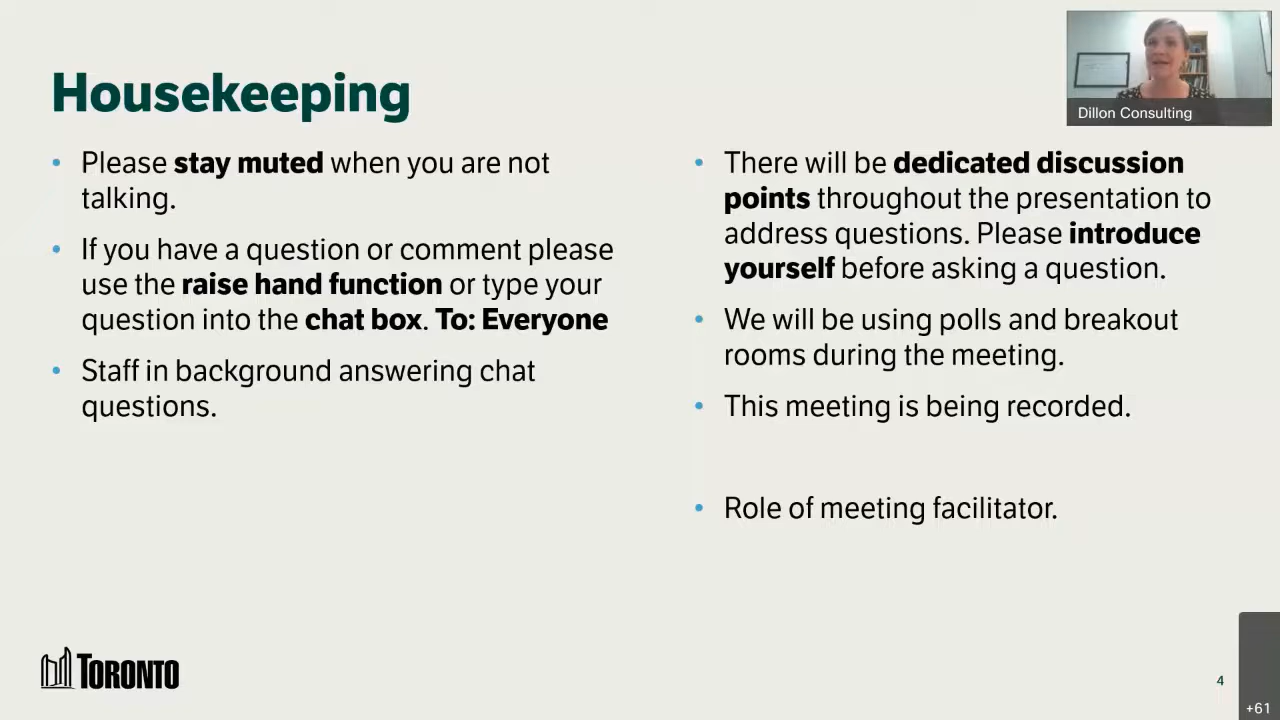 Housekeeping
• Please stay muted when you are not
talking.
• If you have a question or comment please
use the raise hand function or type your
question into the chat box. To: Everyone
• Staff in background answering chat
questions.
• There will be dedicated discussion
points throughout the presentation to
address questions. Please introduce
yourself before asking a question.
• We will be using polls and breakout
rooms during the meeting.
• This meeting is being recorded.
• Role of meeting facilitator.
Dillon Consulting
TORONTO
4
+61